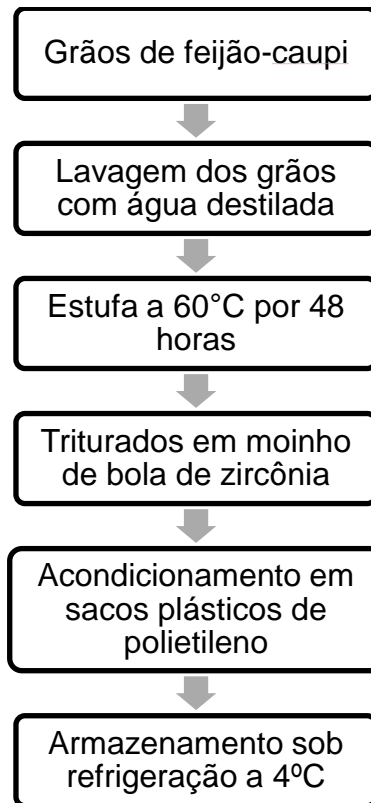 Grãos de feijão-caupi
Lavagem dos grãos
com água destilada
Estufa a 60°C por 48
horas
Triturados em moinho
de bola de zircônia
Acondicionamento em
sacos plásticos de
polietileno
Armazenamento sob
refrigeração a 4ºC